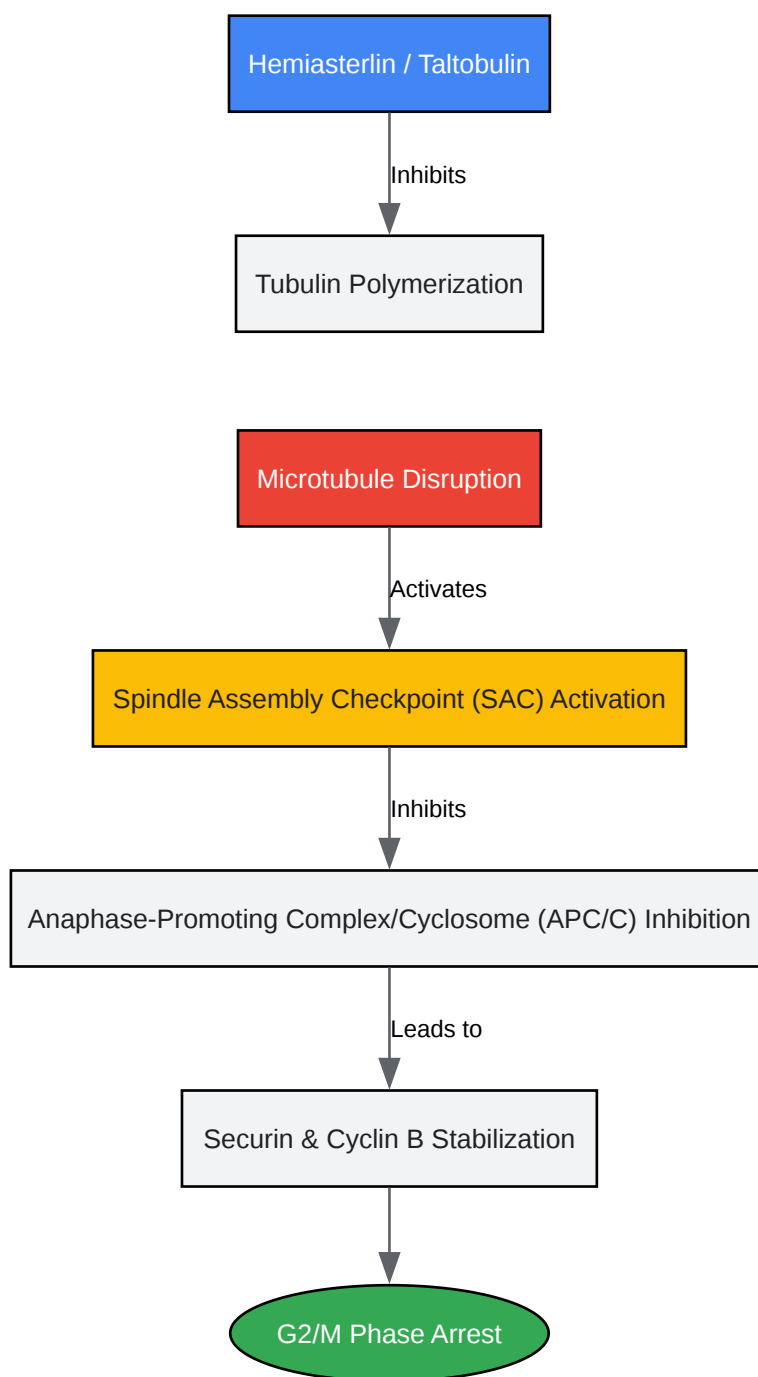 Hemiasterlin / Taltobulin
Inhibits
Tubulin Polymerization
Microtubule Disruption
Activates
Spindle Assembly Checkpoint (SAC) Activation
Inhibits
Anaphase-Promoting Complex/Cyclosome (APC/C) Inhibition
Leads to
Securin & Cyclin B Stabilization
G2/M Phase Arrest